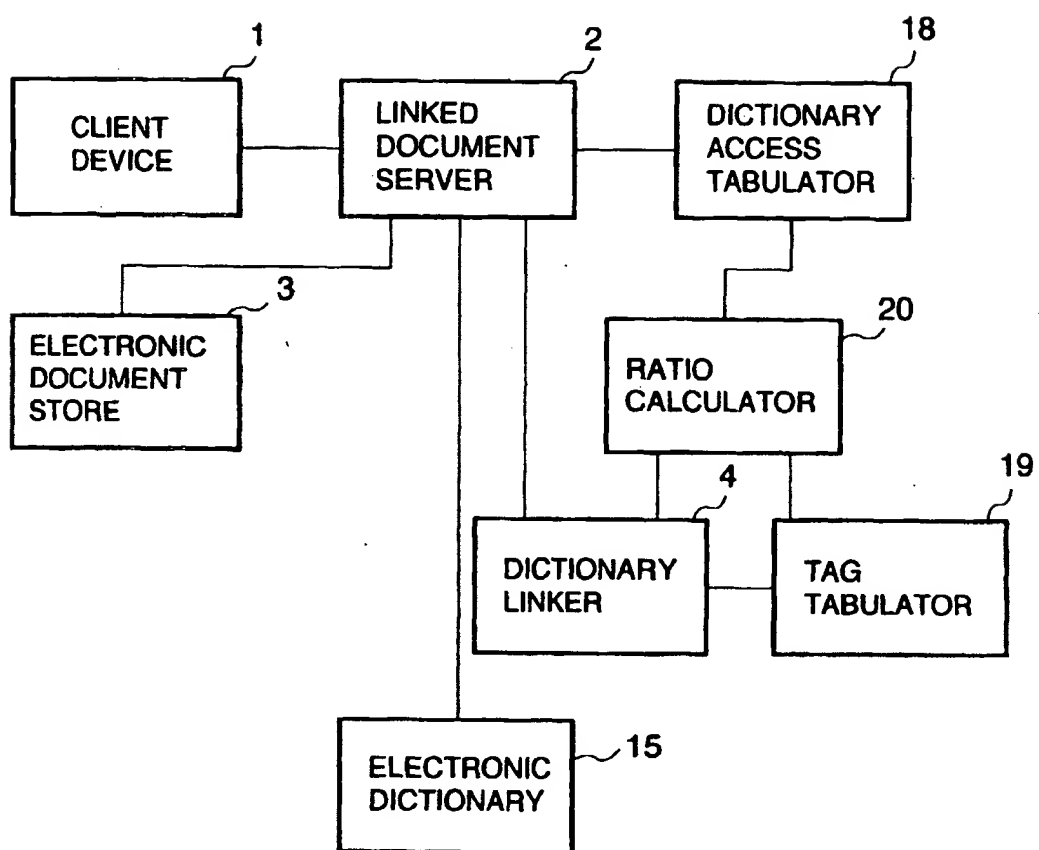 1
CLIENT
DEVICE
2
LINKED
DOCUMENT
SERVER
18
DICTIONARY
ACCESS
TABULATOR
3
ELECTRONIC
DOCUMENT
STORE
20
RATIO
CALCULATOR
4
DICTIONARY
LINKER
19
TAG
TABULATOR
15
ELECTRONIC
DICTIONARY